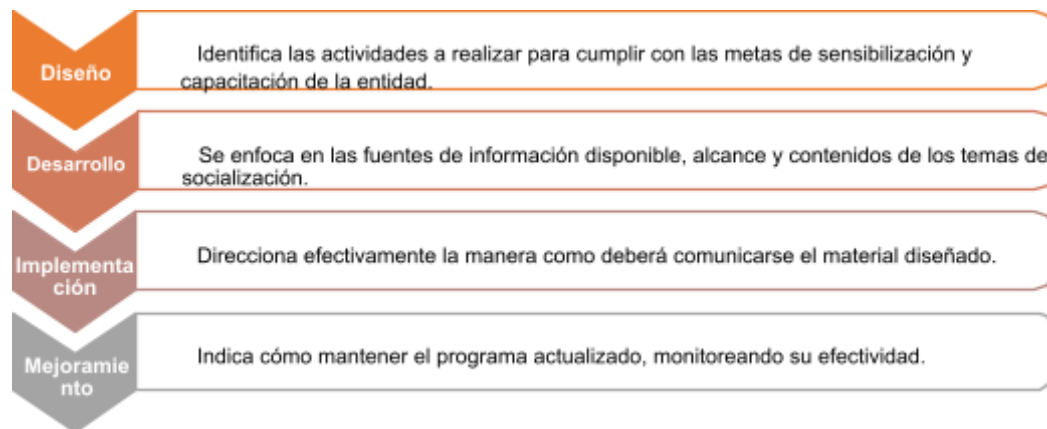 Diseño
Identifica las actividades a realizar para cumplir con las metas de sensibilización y
capacitación de la entidad.
Desarrollo
Se enfoca en las fuentes de información disponible, alcance y contenidos de los temas de
socialización.
Implementa
ción
Direcciona efectivamente la manera como deberá comunicarse el material diseñado.
Mejoramie
nto
Indica cómo mantener el programa actualizado, monitoreando su efectividad.